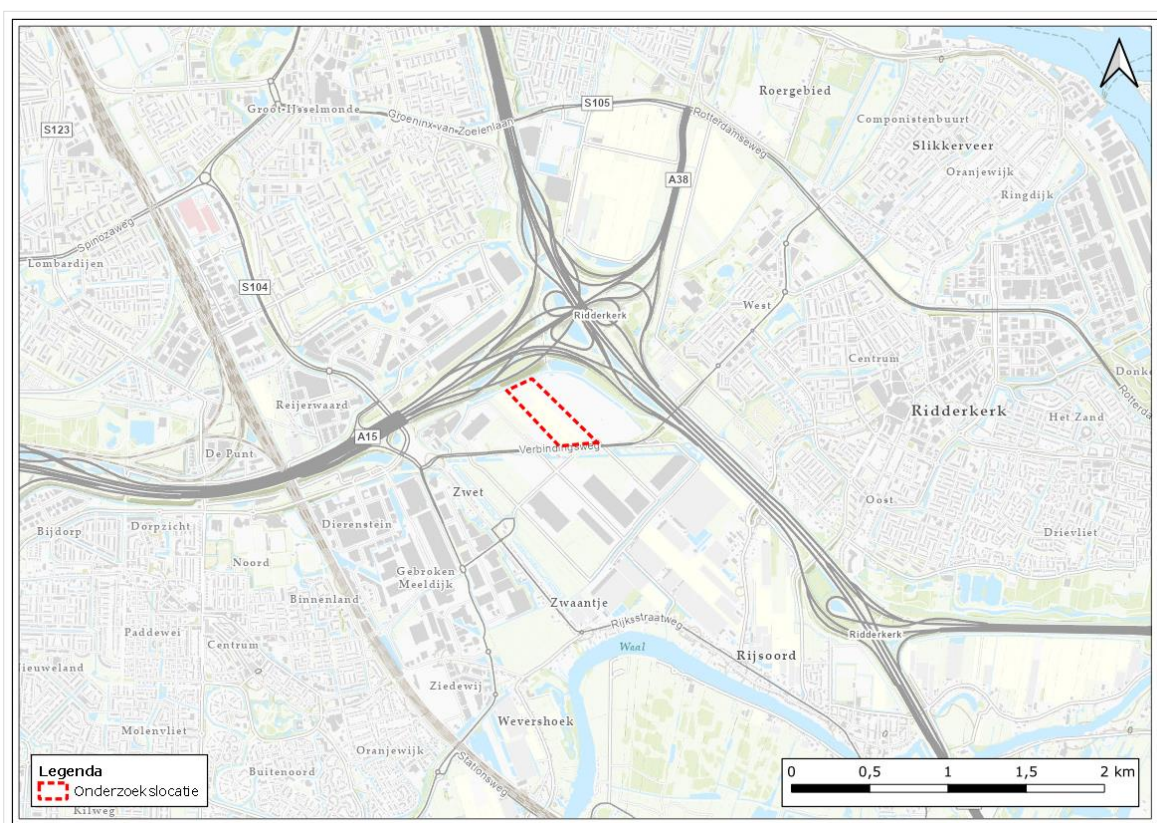 Roergebied
S105
Groot-IJsselmonde
Groeninx-van-Zoelenlaan
Rotterdamseweg
Componistenbuurt
S123
Slikkerveer
Oranjewijk
A38
Ringdijk
Spinozaweg
Lombardijen
S104
West
Ridderkerk
Centrum
Donke
Rotterda
Reijerwaard
Ridderkerk
Het Zand
A15
De Punt
Verbindingsweg
Zwet
Oost
Bijdorp
Dorpzicht
Dierenstein
Drievliet
Noord
Gebroken
Meeldijk
Binnenland
Zwaantje
Rijksstraatweg
Paddewei
Centrum
Waal
Ridderkerk
Rijsoord
Nieuweland
Ziedewij
Wevershoek
Molenvliet
Oranjewijk
Buitenoord
Stationsweg
Kilweg
Legenda
Onderzoekslocatie
0 0,5 1 1,5 2 km